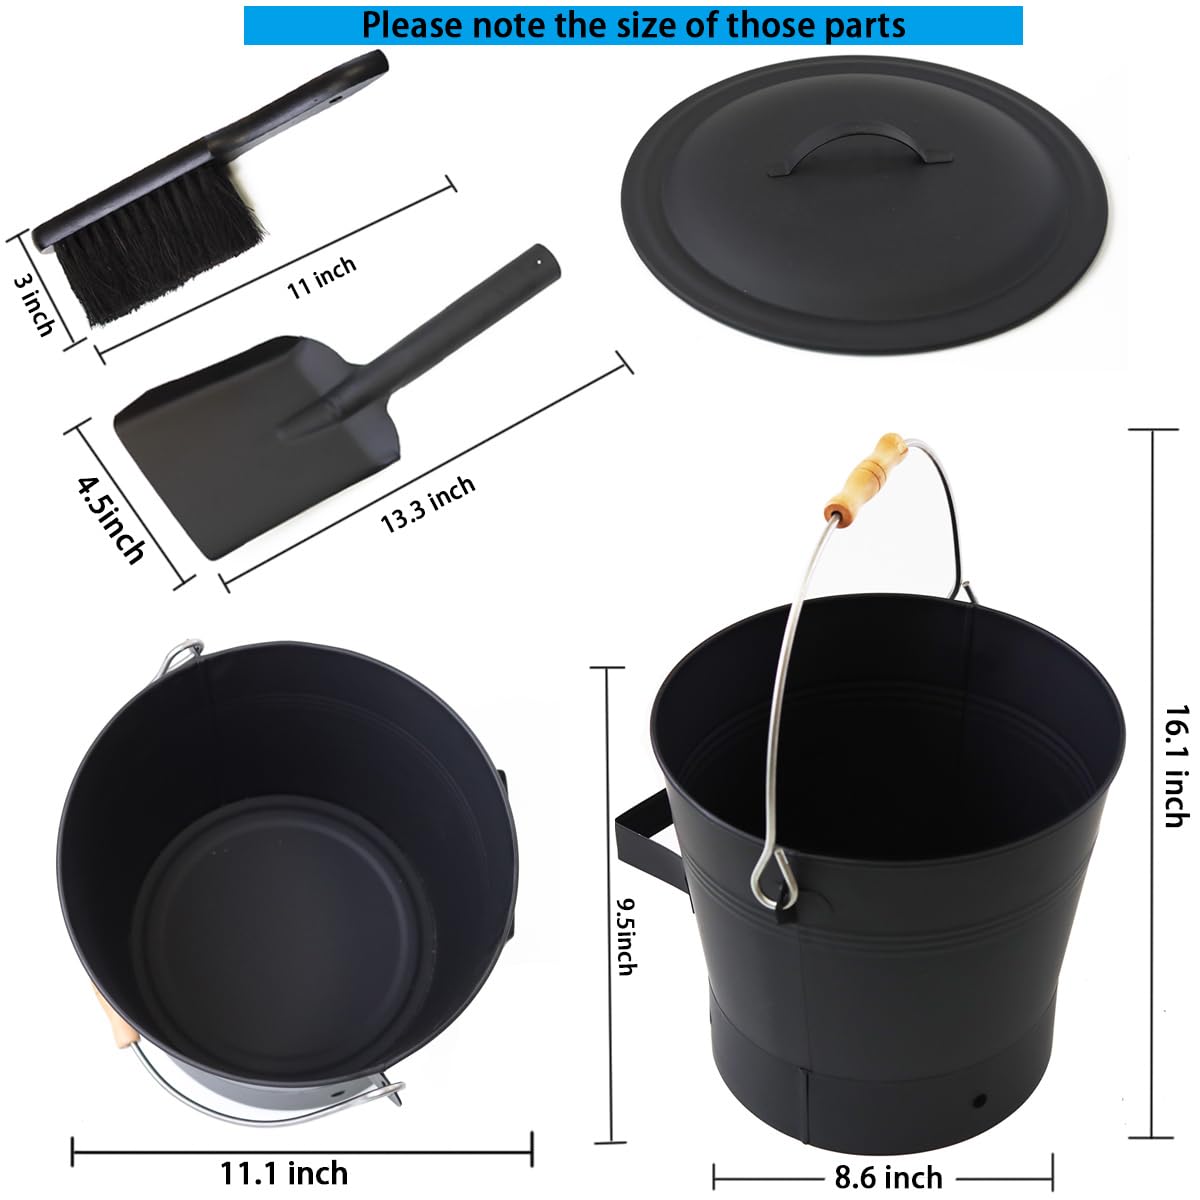 Please note the size of those parts
3 inch
11 inch
4.5inch
13.3 inch
16.1 inch
9.5inch
11.1 inch
8.6 inch